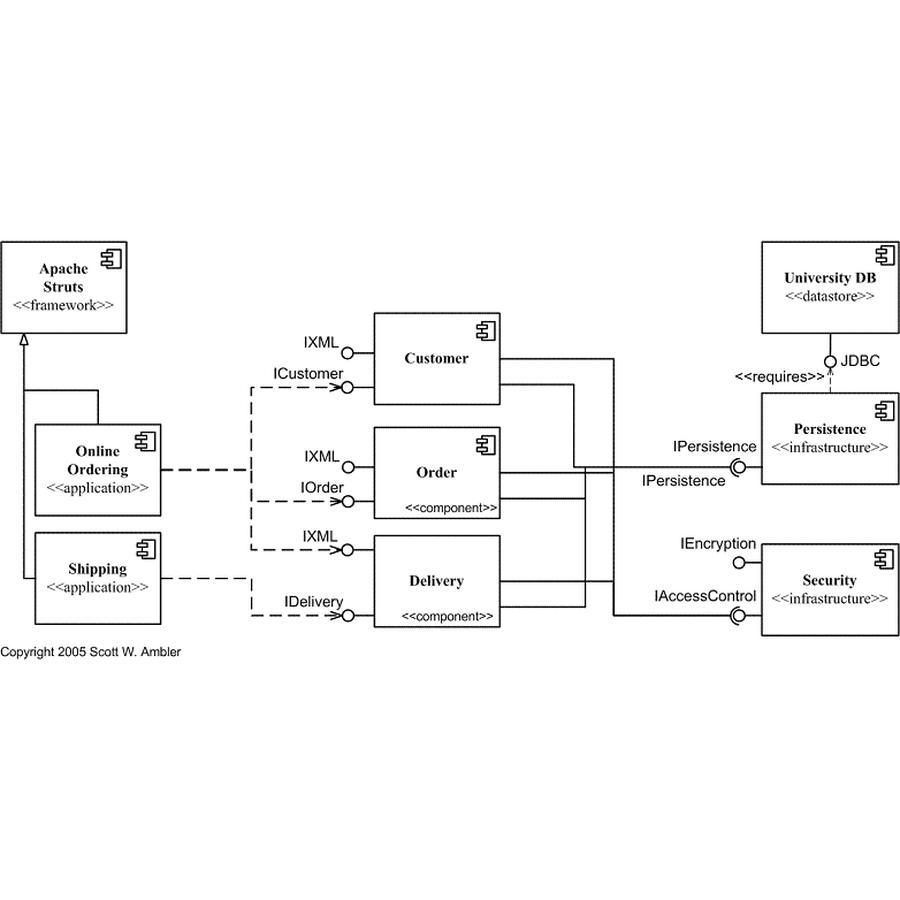 Apache
Struts
<<framework>>
Online
Ordering
<<application>>
Shipping
<<application>>
IXML
ICustomer
Customer
IXML
IOrder
Order
<<component>>
IXML
IDelivery
Delivery
<<component>>
University DB
<<datastore>>
JDBC
<<requires>>
Persistence
<<infrastructure>>
IPersistence
IPersistence
IEncryption
IAccessControl
Security
<<infrastructure>>
Copyright 2005 Scott W. Ambler